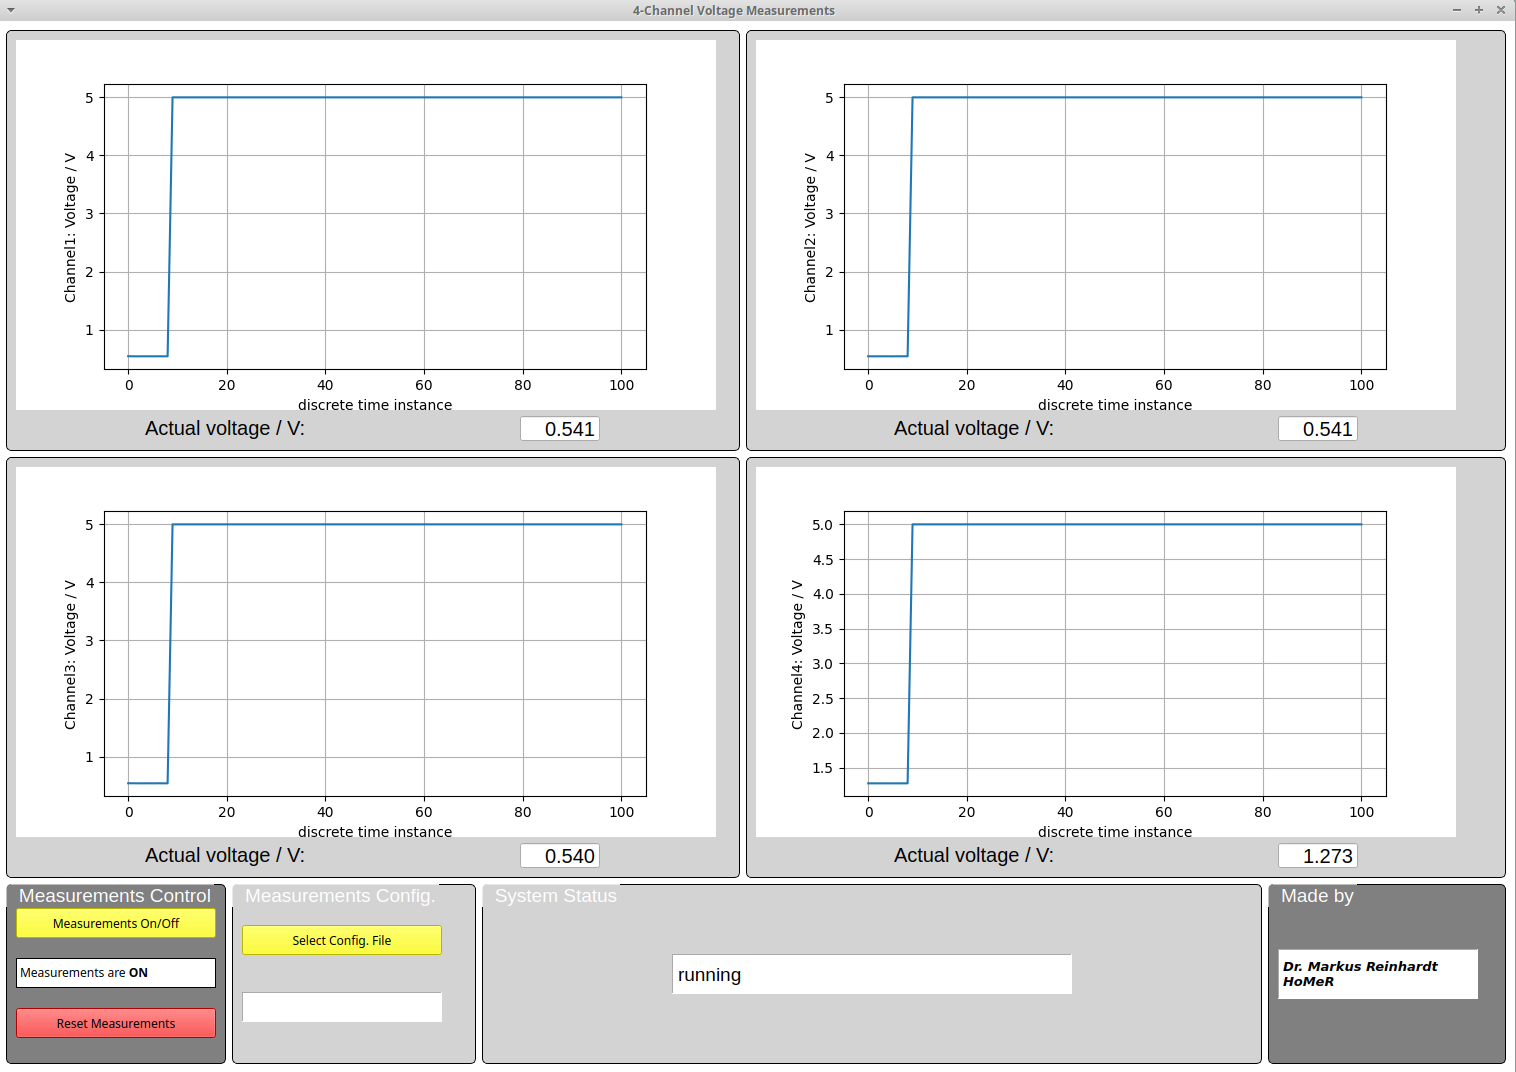 4-Channel Voltage Measurements
5
4
3
2
1
Channel1: Voltage / V
0 20 40 60 80 100
discrete time instance
Actual voltage / V: 0.541
5
4
3
2
1
Channel2: Voltage / V
0 20 40 60 80 100
discrete time instance
Actual voltage / V: 0.541
5
4
3
2
1
Channel3: Voltage / V
0 20 40 60 80 100
discrete time instance
Actual voltage / V: 0.540
5.0
4.5
4.0
3.5
3.0
2.5
2.0
1.5
Channel4: Voltage / V
0 20 40 60 80 100
discrete time instance
Actual voltage / V: 1.273
Measurements Control
Measurements On/Off
Measurements are ON
Reset Measurements
Measurements Config.
Select Config. File
System Status
running
Made by
Dr. Markus Reinhardt
HoMeR